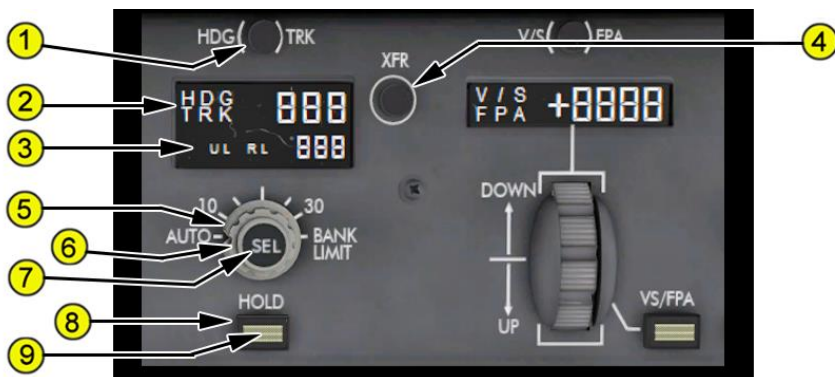 1
HDG TRK
V/S FPA
4
XFR
2
HDG
TRK 888
V/S
FPA +8888
3
UL RL 888
DOWN
10 30
5
AUTO
6
SEL
BANK
LIMIT
7
HOLD
VS/FPA
8
UP
9